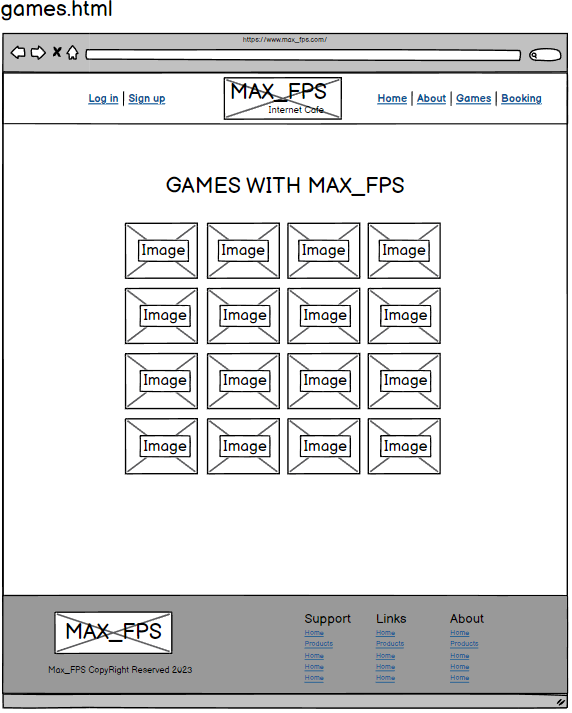 games.html
https://www.max_fps.com/
Log in | Sign up
MAX_FPS
Internet Cafe
Home | About | Games | Booking
GAMES WITH MAX_FPS
Image Image Image Image
Image Image Image Image
Image Image Image Image
Image Image Image Image
MAX_FPS
Max_FPS CopyRight Reserved 2023
Support
Home
Products
Home
Home
Home
Links
Home
Products
Home
Home
Home
About
Home
Products
Home
Home
Home